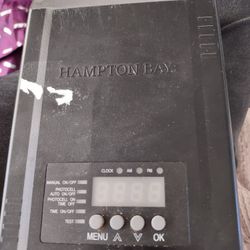 HAMPTON BAY
CLOCK AM PM
MANUAL ON/OFF
PHOTOCELL
AUTO ON/OFF
PHOTOCELL ON
TIME OFF
TIME ON/OFF
TEST
MENU OK